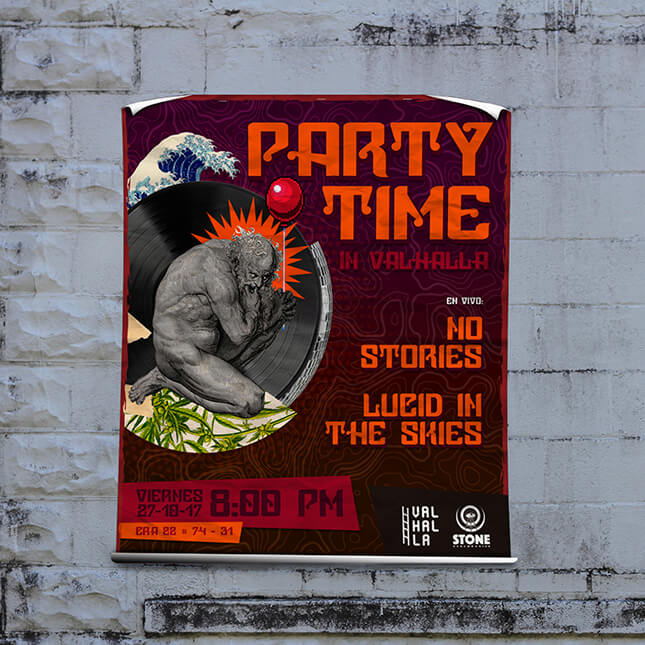 PARTY
TIME
IN VALHALLA
EN VIVO:
NO
STORIES
LUCID IN
THE SKIES
VIERNES
27-10-17
8:00 PM
CRA 22 # 74 - 31
VAL
HAL
LA
STONE